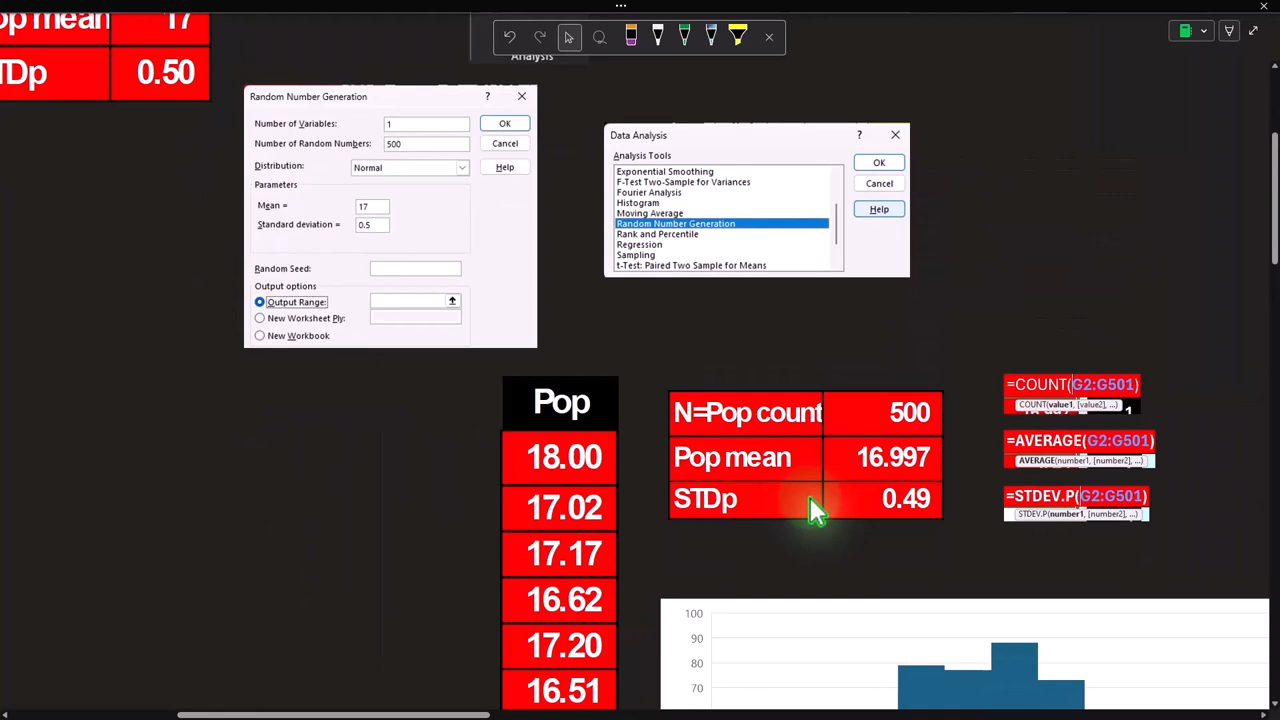 Pop mean 17
Analysis
TDp 0.50
Random Number Generation ? ×
Number of Variables: 1 OK
Number of Random Numbers: 500 Cancel
Distribution: Normal Help
Parameters
Mean = 17
Standard deviation = 0.5
Random Seed:
Output options
Output Range:
New Worksheet Ply:
New Workbook
Data Analysis ? ×
Analysis Tools
OK
Exponential Smoothing
F-Test Two-Sample for Variances
Cancel
Fourier Analysis
Histogram
Moving Average
Help
Random Number Generation
Rank and Percentile
Regression
Sampling
t-Test: Paired Two Sample for Means
Pop
18.00
17.02
17.17
16.62
17.20
16.51
N=Pop count 500
Pop mean 16.997
STDp 0.49
=COUNT(G2:G501)
COUNT(value1, [value2], ...)
=AVERAGE(G2:G501)
AVERAGE(number1, [number2], ...)
=STDEV.P(G2:G501)
STDEV.P(number1, [number2], ...)
100
90
80
70